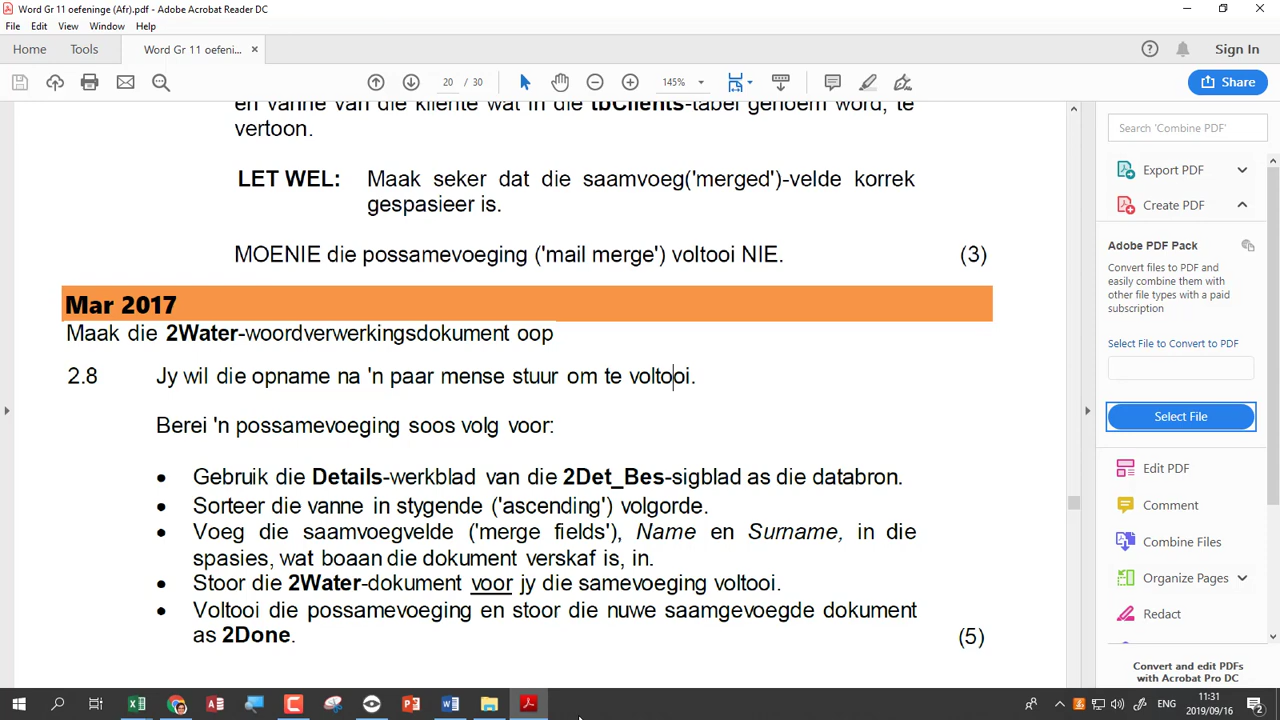 Word Gr 11 oefeninge (Afr).pdf - Adobe Acrobat Reader DC
File Edit View Window Help
Home Tools Word Gr 11 oefeni... × Sign In
20 / 30 145% Share
en vanne van die kliënte wat in die tbClients-tabel genoem word, te
vertoon.
LET WEL: Maak seker dat die saamvoeg('merged')-velde korrek
gespasieer is.
MOENIE die possamevoeging ('mail merge') voltooi NIE. (3)
Mar 2017
Maak die 2Water-woordverwerkingsdokument oop
2.8 Jy wil die opname na 'n paar mense stuur om te voltooi.
Berei 'n possamevoeging soos volg voor:
• Gebruik die Details-werkblad van die 2Det_Bes-sigblad as die databron.
• Sorteer die vanne in stygende ('ascending') volgorde.
• Voeg die saamvoegvelde ('merge fields'), Name en Surname, in die
spasies, wat boaan die dokument verskaf is, in.
• Stoor die 2Water-dokument voor jy die samevoeging voltooi.
• Voltooi die possamevoeging en stoor die nuwe saamgevoegde dokument
as 2Done. (5)
Search 'Combine PDF'
Export PDF
Create PDF
Adobe PDF Pack
Convert files to PDF and
easily combine them with
other file types with a paid
subscription
Select File to Convert to PDF
Select File
Edit PDF
Comment
Combine Files
Organize Pages
Redact
Convert and edit PDFs
with Acrobat Pro DC
ENG
11:31
2019/09/16
2